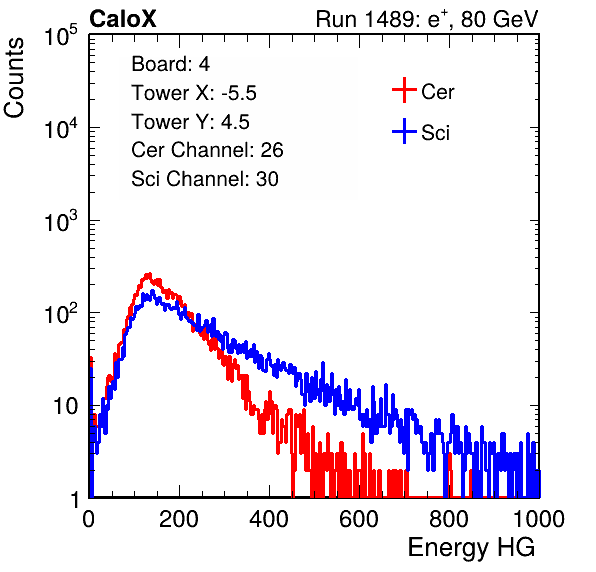 CaloX Run 1489: e⁺, 80 GeV
Counts
10⁵
10⁴
10³
10²
10
1
Board: 4
Tower X: -5.5
Tower Y: 4.5
Cer Channel: 26
Sci Channel: 30
Cer
Sci
0 200 400 600 800 1000
Energy HG